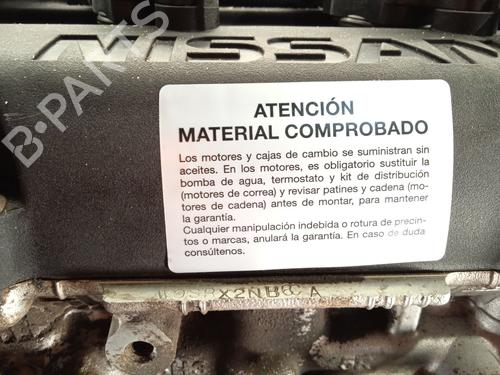 NISSAN
B-PARTS
ATENCIÓN
MATERIAL COMPROBADO
Los motores y cajas de cambio se suministran sin
aceites. En los motores, es obligatorio sustituir la
bomba de agua, termostato y kit de distribución
(motores de correa) y revisar patines y cadena (mo-
tores de cadena) antes de montar, para mantener
la garantía.
Cualquier manipulación indebida o rotura de precin-
tos o marcas, anulará la garantía. En caso de duda
consúltenos.